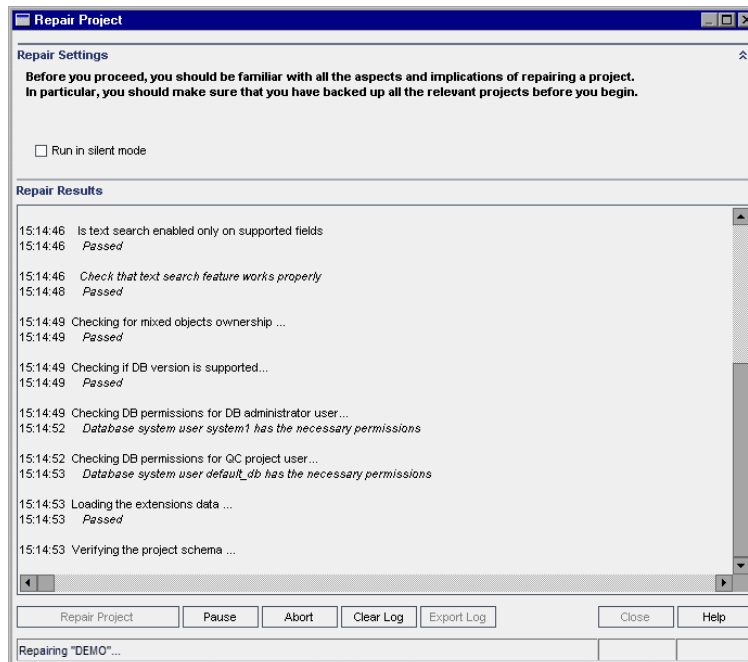 Repair Project
Repair Settings
Before you proceed, you should be familiar with all the aspects and implications of repairing a project.
In particular, you should make sure that you have backed up all the relevant projects before you begin.
Run in silent mode
Repair Results
15:14:46 Is text search enabled only on supported fields
15:14:46 Passed
15:14:46 Check that text search feature works properly
15:14:48 Passed
15:14:49 Checking for mixed objects ownership ...
15:14:49 Passed
15:14:49 Checking if DB version is supported...
15:14:49 Passed
15:14:49 Checking DB permissions for DB administrator user...
15:14:52 Database system user system1 has the necessary permissions
15:14:52 Checking DB permissions for QC project user...
15:14:53 Database system user default_db has the necessary permissions
15:14:53 Loading the extensions data ...
15:14:53 Passed
15:14:53 Verifying the project schema ...
Repair Project Pause Abort Clear Log Export Log Close Help
Repairing "DEMO"...